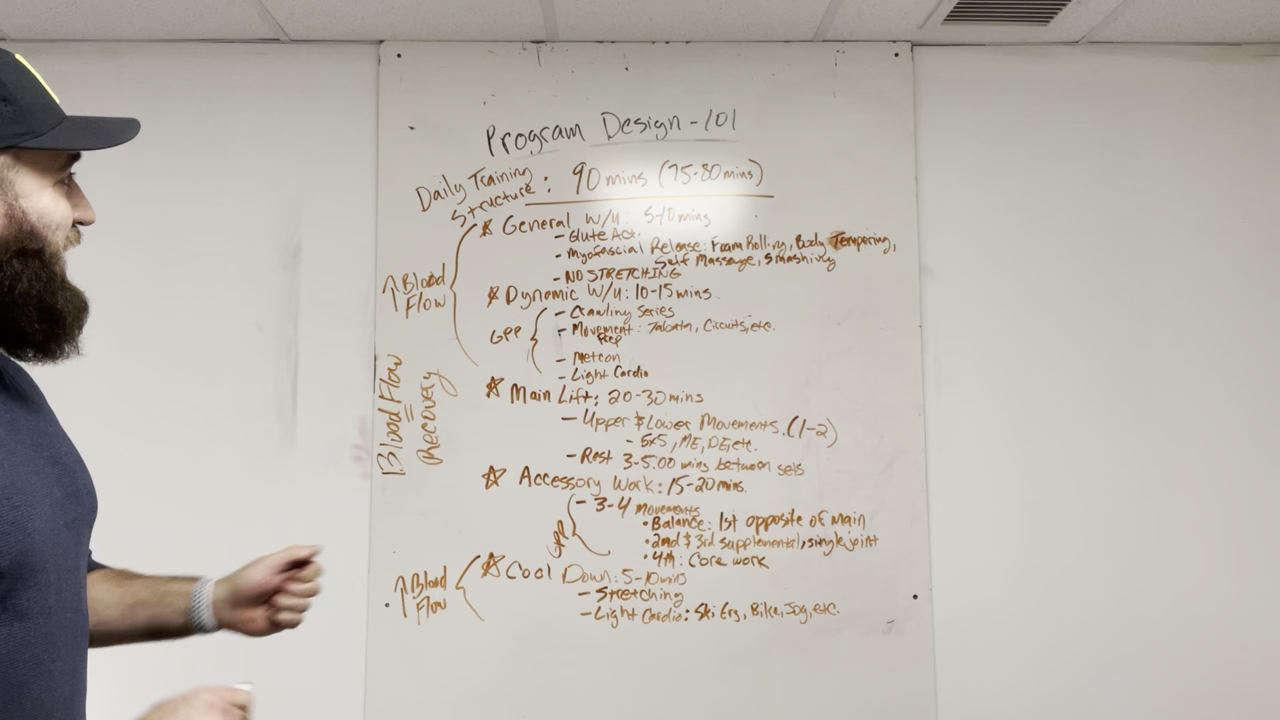 Program Design - 101
Daily Training Structure: 90 mins (75-80 mins)
☆ General W/U: 5-10 mins
- Glute Act.
- Myofascial Release: Foam Rolling, Body Tempering,
Self Massage, Smashing
- NO STRETCHING
↑ Blood Flow
☆ Dynamic W/U: 10-15 mins
GPP
- Crawling Series
- Movement Prep: Tabata, Circuits, etc.
- Metcon
- Light Cardio
Blood Flow = Recovery
☆ Main Lift: 20-30 mins
- Upper & Lower Movements. (1-2)
- 5x5, ME, DE, etc.
- Rest 3-5:00 mins between sets
☆ Accessory Work: 15-20 mins.
GPP
- 3-4 movements
• Balance: 1st opposite of main
• 2nd & 3rd supplemental, single joint
• 4th: Core work
↑ Blood Flow
☆ Cool Down: 5-10 mins
- Stretching
- Light Cardio: Ski Erg, Bike, Jog, etc.